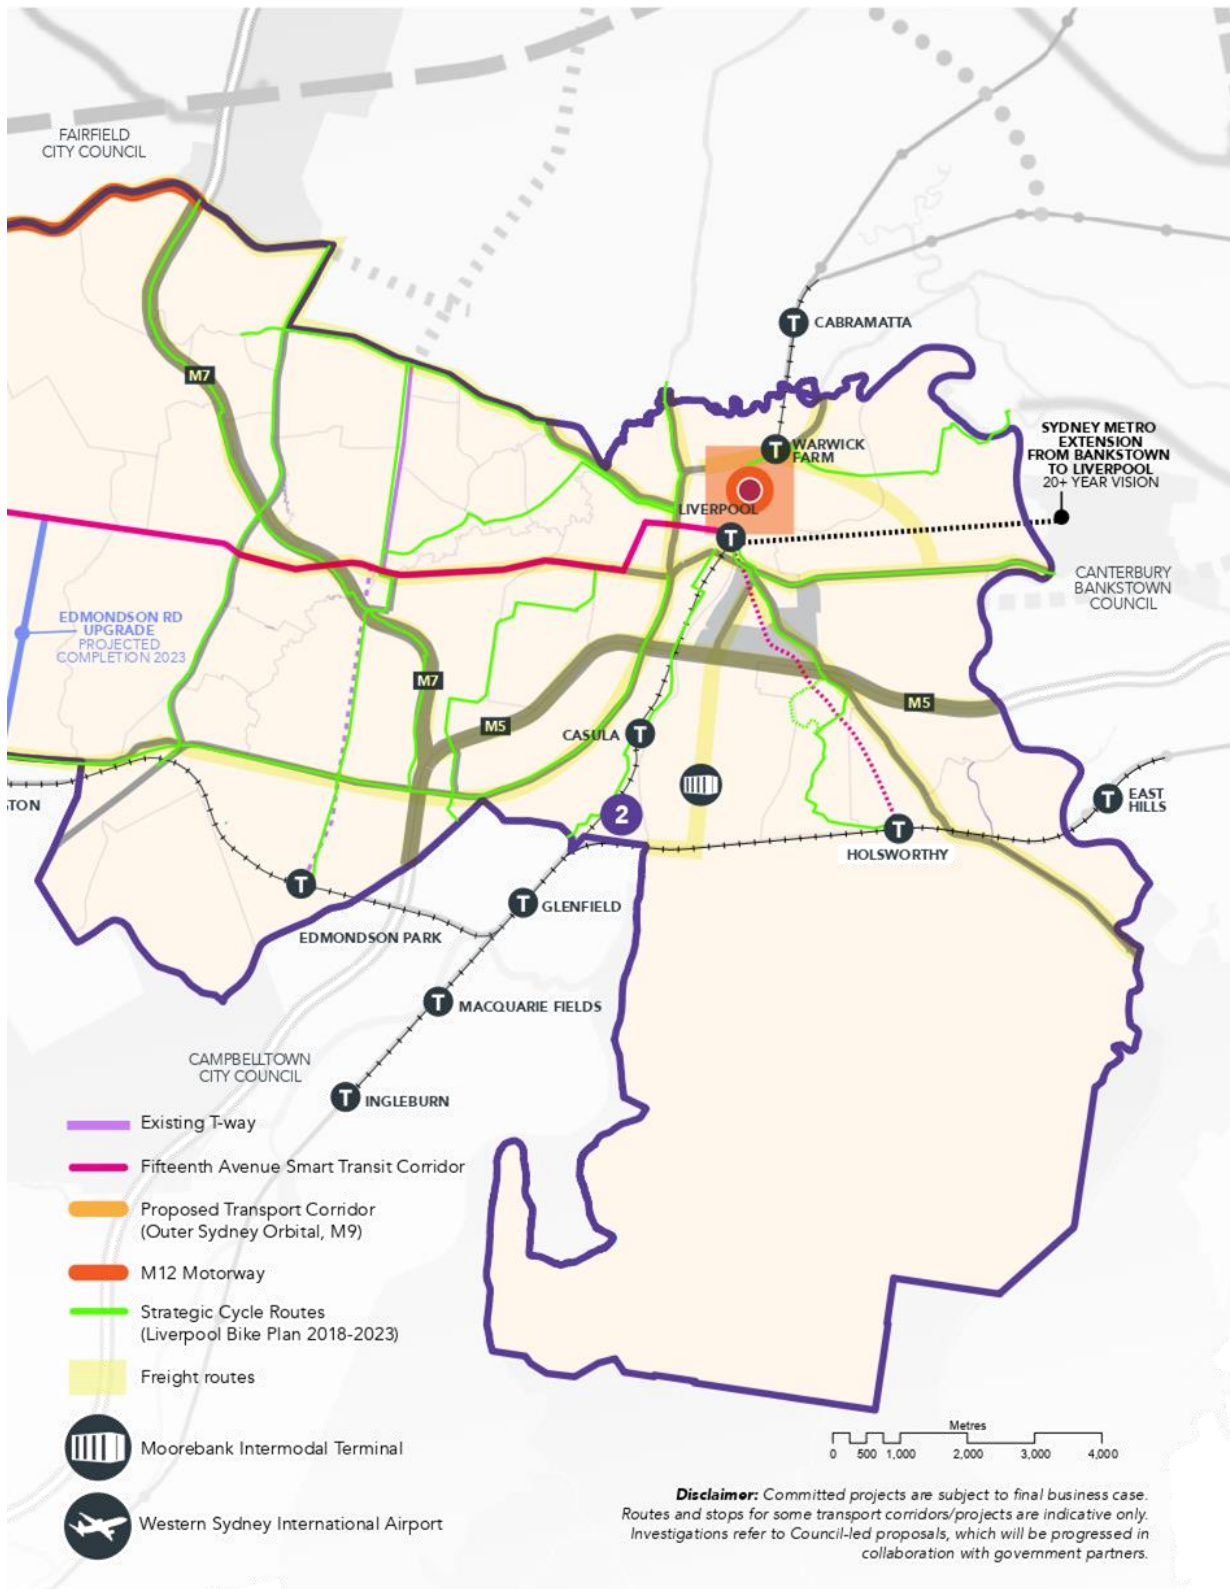 FAIRFIELD
CITY COUNCIL
M7
T
CABRAMATTA
T
WARWICK
FARM
SYDNEY METRO
EXTENSION
FROM BANKSTOWN
TO LIVERPOOL
20+ YEAR VISION
LIVERPOOL
T
CANTERBURY
BANKSTOWN
COUNCIL
EDMONDSON RD
UPGRADE
PROJECTED
COMPLETION 2023
M7
M5
M5
CASULA
T
TON
2
T
EAST
HILLS
T
HOLSWORTHY
T
T
GLENFIELD
EDMONDSON PARK
T
MACQUARIE FIELDS
CAMPBELLTOWN
CITY COUNCIL
T
INGLEBURN
Existing T-way
Fifteenth Avenue Smart Transit Corridor
Proposed Transport Corridor
(Outer Sydney Orbital, M9)
M12 Motorway
Strategic Cycle Routes
(Liverpool Bike Plan 2018-2023)
Freight routes
Moorebank Intermodal Terminal
Western Sydney International Airport
Metres
0 500 1,000 2,000 3,000 4,000
Disclaimer: Committed projects are subject to final business case.
Routes and stops for some transport corridors/projects are indicative only.
Investigations refer to Council-led proposals, which will be progressed in
collaboration with government partners.